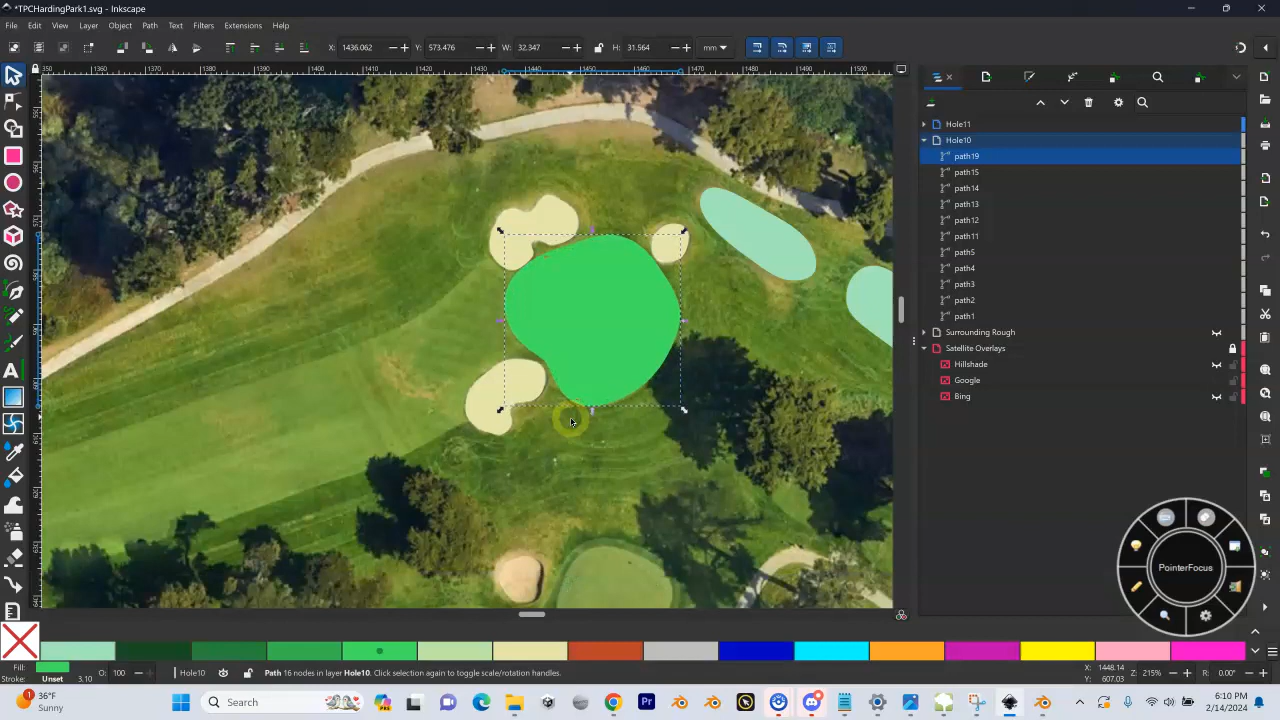 *TPCHardingPark1.svg - Inkscape
File Edit View Layer Object Path Text Filters Extensions Help
X: 1436.062 Y: 573.476 W: 32.347 H: 31.564 mm
Hole11
Hole10
path19
path15
path14
path13
path12
path11
path5
path4
path3
path2
path1
Surrounding Rough
Satellite Overlays
Hillshade
Google
Bing
PointerFocus
Fill:
Stroke: Unset 3.10
O: 100
Hole10
Path 16 nodes in layer Hole10. Click selection again to toggle scale/rotation handles.
X: 1448.14
Y: 607.03
Z: 215%
R: 0.00°
36°F
Sunny
Search
6:10 PM
2/14/2024